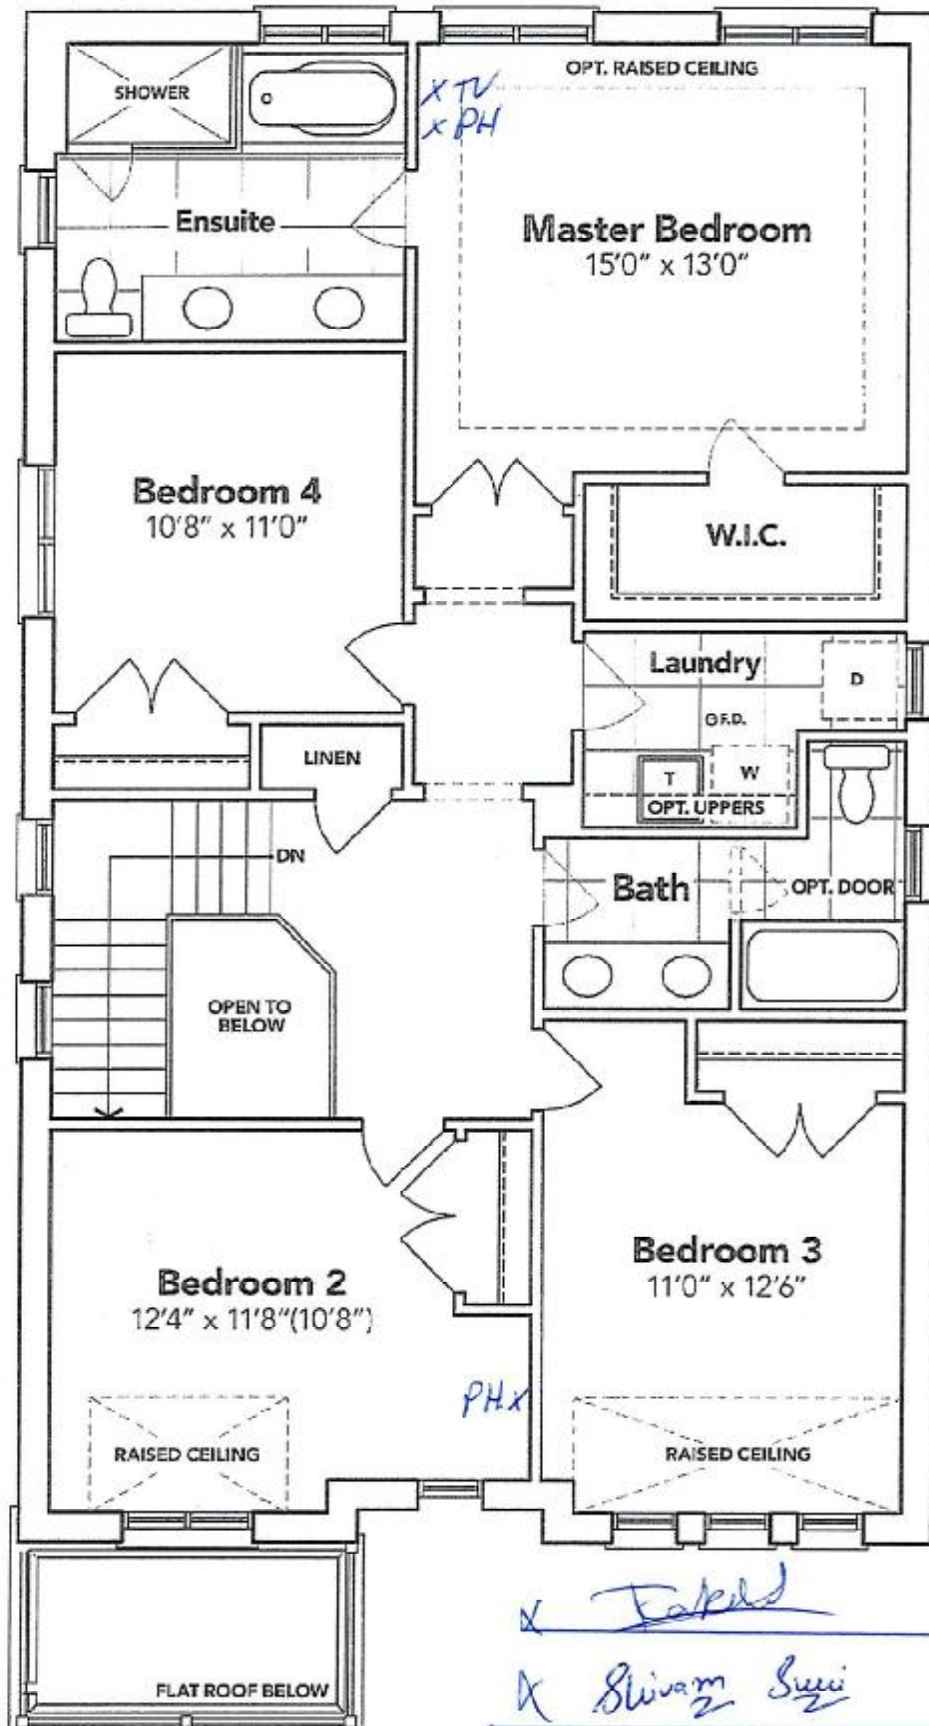 OPT. RAISED CEILING
SHOWER
X TV
X PH
Ensuite
Master Bedroom
15'0" x 13'0"
Bedroom 4
10'8" x 11'0"
W.I.C.
Laundry
D
F.D.
LINEN
T
W
OPT. UPPERS
DN
Bath
OPT. DOOR
OPEN TO
BELOW
Bedroom 3
11'0" x 12'6"
Bedroom 2
12'4" x 11'8"(10'8")
PH X
RAISED CEILING
RAISED CEILING
X
X Shivam
FLAT ROOF BELOW